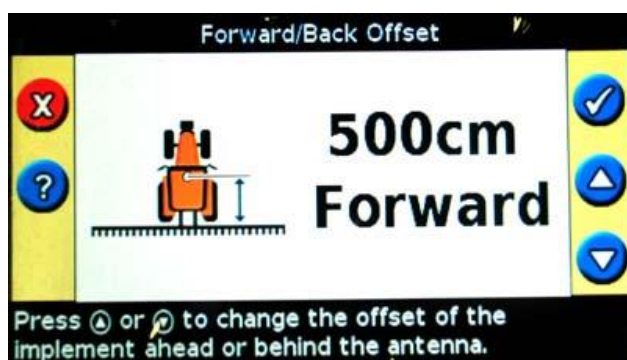 Forward/Back Offset
X
?
500cm
Forward
Press or to change the offset of the
implement ahead or behind the antenna.